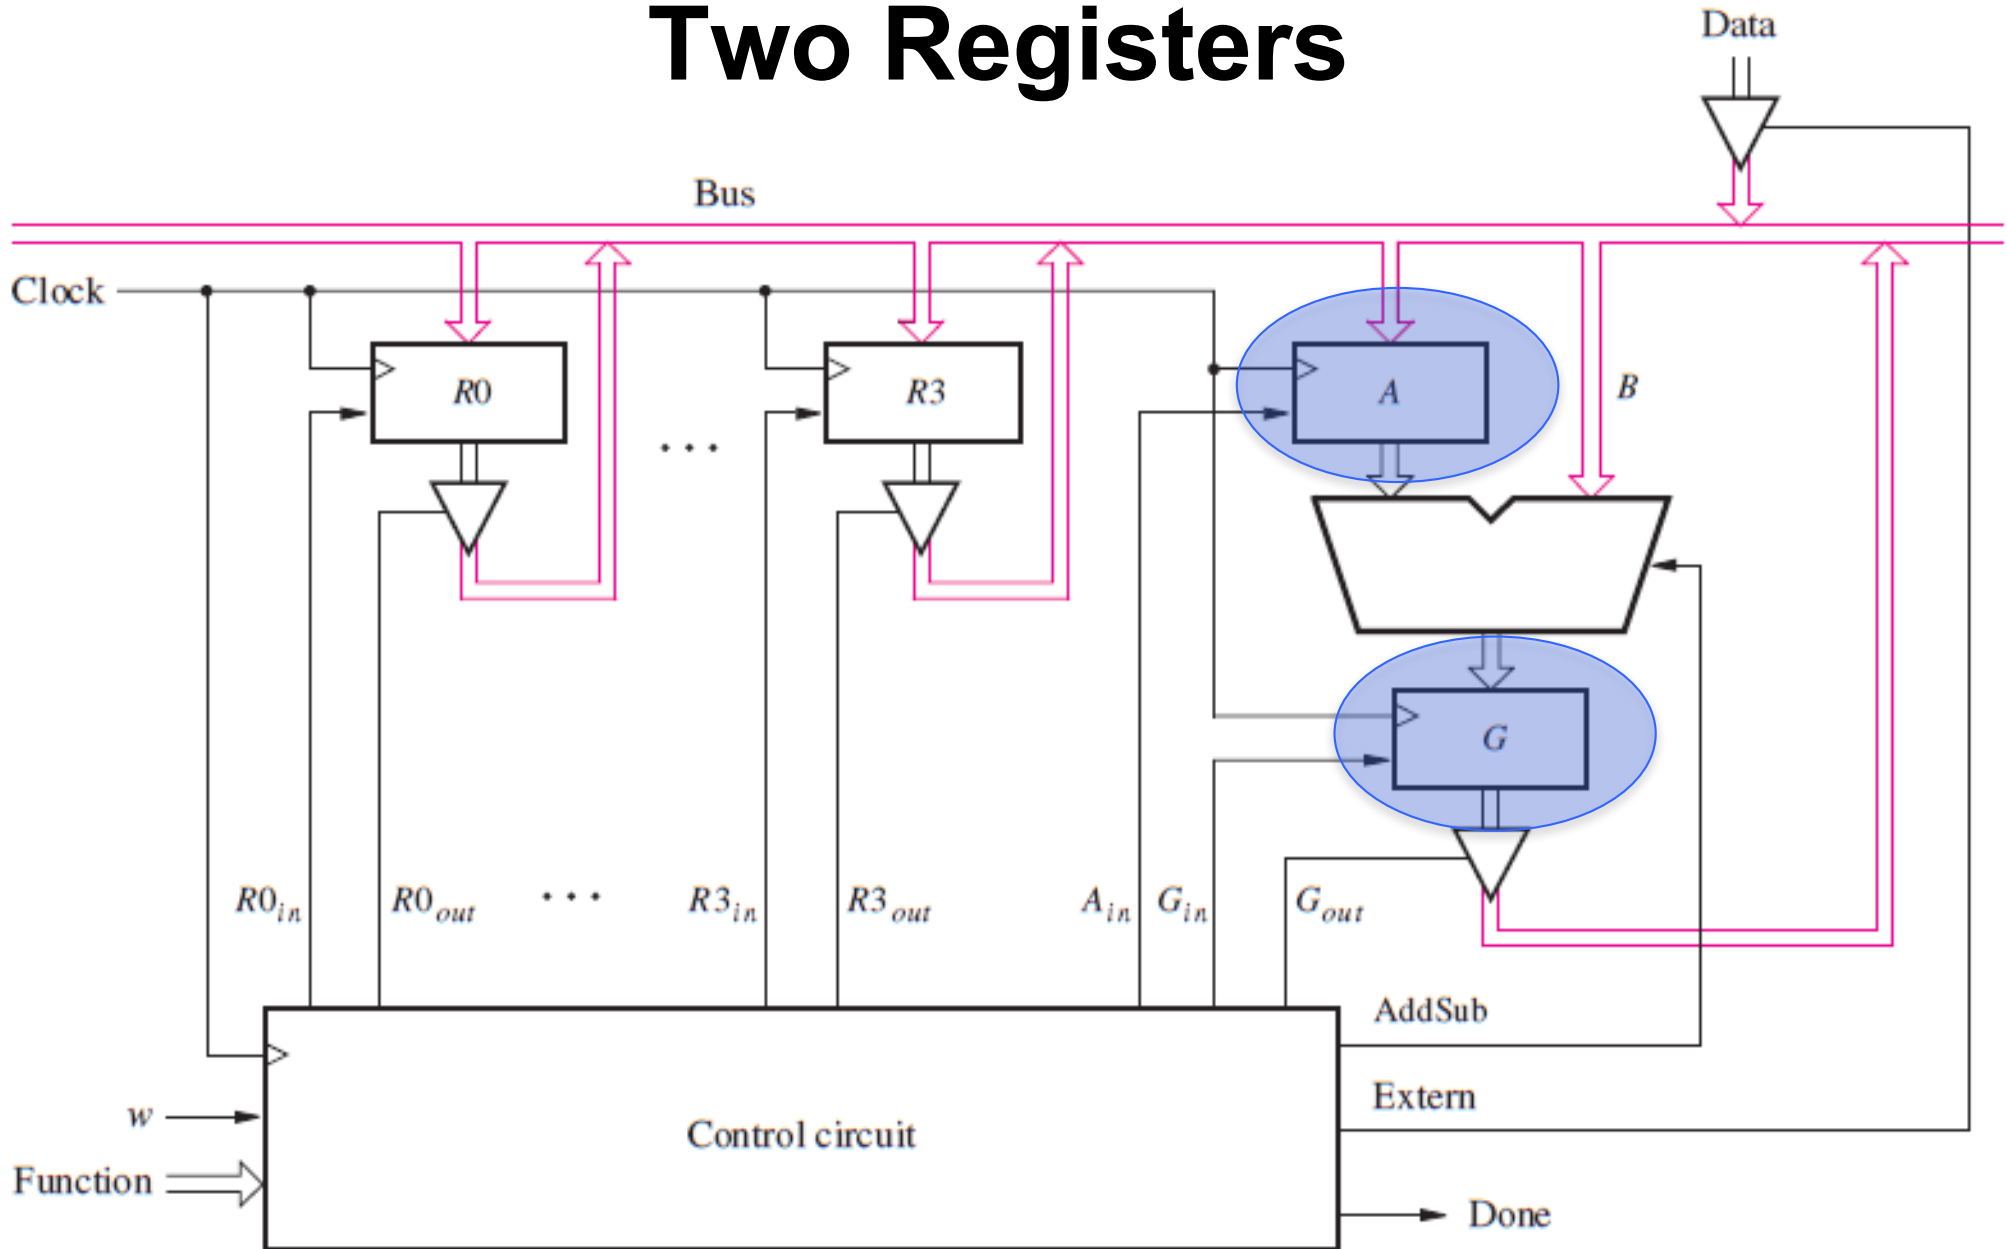 Two Registers
Data
Bus
Clock
R0
R3
A
B
. . .
G
R0in
R0out
. . .
R3in
R3out
Ain
Gin
Gout
AddSub
Extern
w
Control circuit
Function
Done